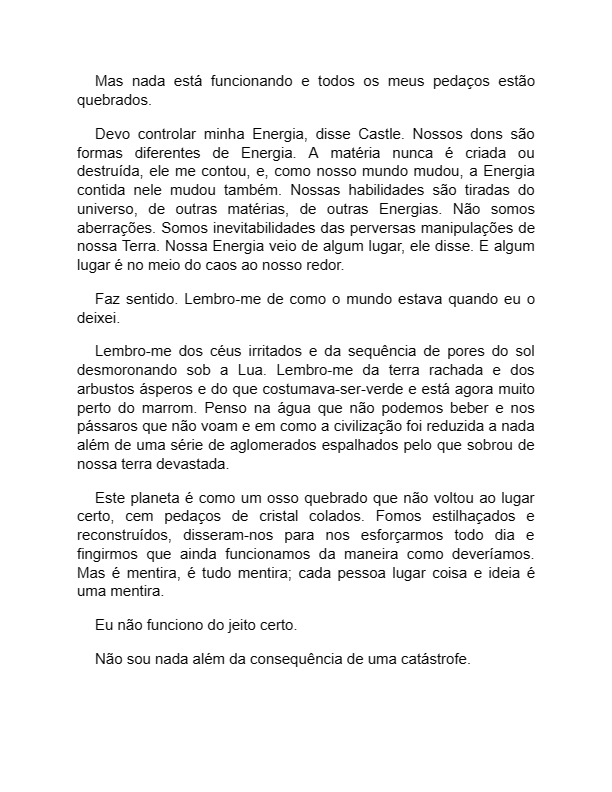 Mas nada está funcionando e todos os meus pedaços estão
quebrados.
Devo controlar minha Energia, disse Castle. Nossos dons são
formas diferentes de Energia. A matéria nunca é criada ou
destruída, ele me contou, e, como nosso mundo mudou, a Energia
contida nele mudou também. Nossas habilidades são tiradas do
universo, de outras matérias, de outras Energias. Não somos
aberrações. Somos inevitabilidades das perversas manipulações de
nossa Terra. Nossa Energia veio de algum lugar, ele disse. E algum
lugar é no meio do caos ao nosso redor.
Faz sentido. Lembro-me de como o mundo estava quando eu o
deixei.
Lembro-me dos céus irritados e da sequência de pores do sol
desmoronando sob a Lua. Lembro-me da terra rachada e dos
arbustos ásperos e do que costumava-ser-verde e está agora muito
perto do marrom. Penso na água que não podemos beber e nos
pássaros que não voam e em como a civilização foi reduzida a nada
além de uma série de aglomerados espalhados pelo que sobrou de
nossa terra devastada.
Este planeta é como um osso quebrado que não voltou ao lugar
certo, cem pedaços de cristal colados. Fomos estilhaçados e
reconstruídos, disseram-nos para nos esforçarmos todo dia e
fingirmos que ainda funcionamos da maneira como deveríamos.
Mas é mentira, é tudo mentira; cada pessoa lugar coisa e ideia é
uma mentira.
Eu não funciono do jeito certo.
Não sou nada além da consequência de uma catástrofe.